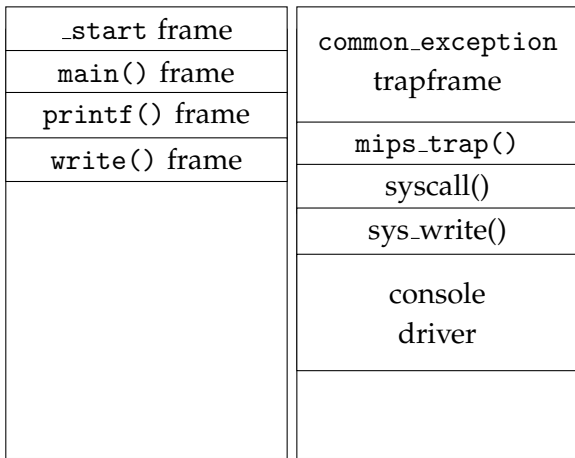 _start frame
main() frame
printf() frame
write() frame
common_exception
trapframe
mips_trap()
syscall()
sys_write()
console
driver